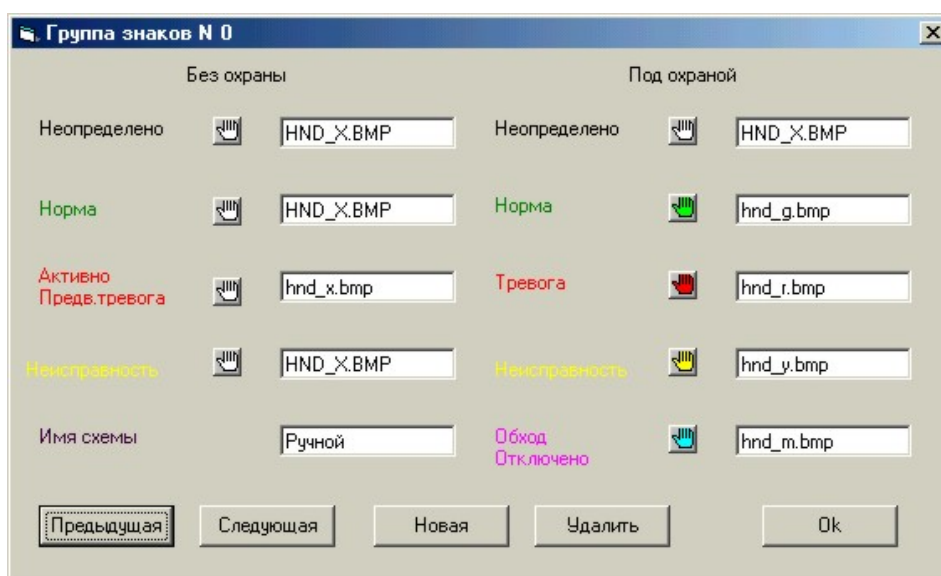 Группа знаков N 0
Без охраны Под охраной
Неопределено HND_X.BMP Неопределено HND_X.BMP
Норма HND_X.BMP Норма hnd_g.bmp
Активно
Предв.тревога hnd_x.bmp Тревога hnd_r.bmp
Неисправность HND_X.BMP Неисправность hnd_y.bmp
Имя схемы Ручной Обход
Отключено hnd_m.bmp
Предыдущая Следующая Новая Удалить Ok